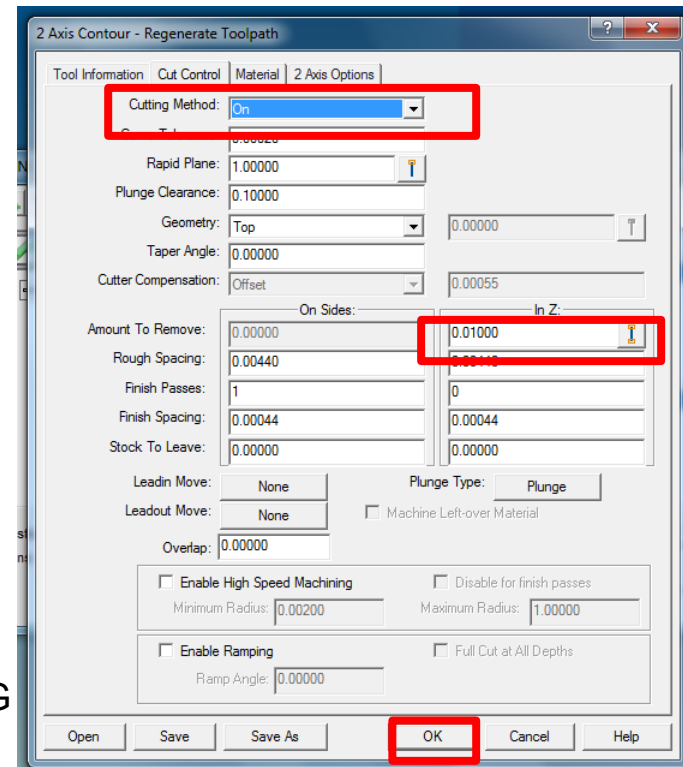 2 Axis Contour - Regenerate Toolpath
Tool Information Cut Control Material 2 Axis Options
Cutting Method: On
Rapid Plane: 1.00000
Plunge Clearance: 0.10000
Geometry: Top 0.00000
Taper Angle: 0.00000
Cutter Compensation: Offset 0.00055
On Sides: In Z:
Amount To Remove: 0.00000 0.01000
Rough Spacing: 0.00440
Finish Passes: 1 0
Finish Spacing: 0.00044 0.00044
Stock To Leave: 0.00000 0.00000
Leadin Move: None Plunge Type: Plunge
Leadout Move: None Machine Left-over Material
Overlap: 0.00000
Enable High Speed Machining Disable for finish passes
Minimum Radius: 0.00200 Maximum Radius: 1.00000
Enable Ramping Full Cut at All Depths
Ramp Angle: 0.00000
G
Open Save Save As OK Cancel Help